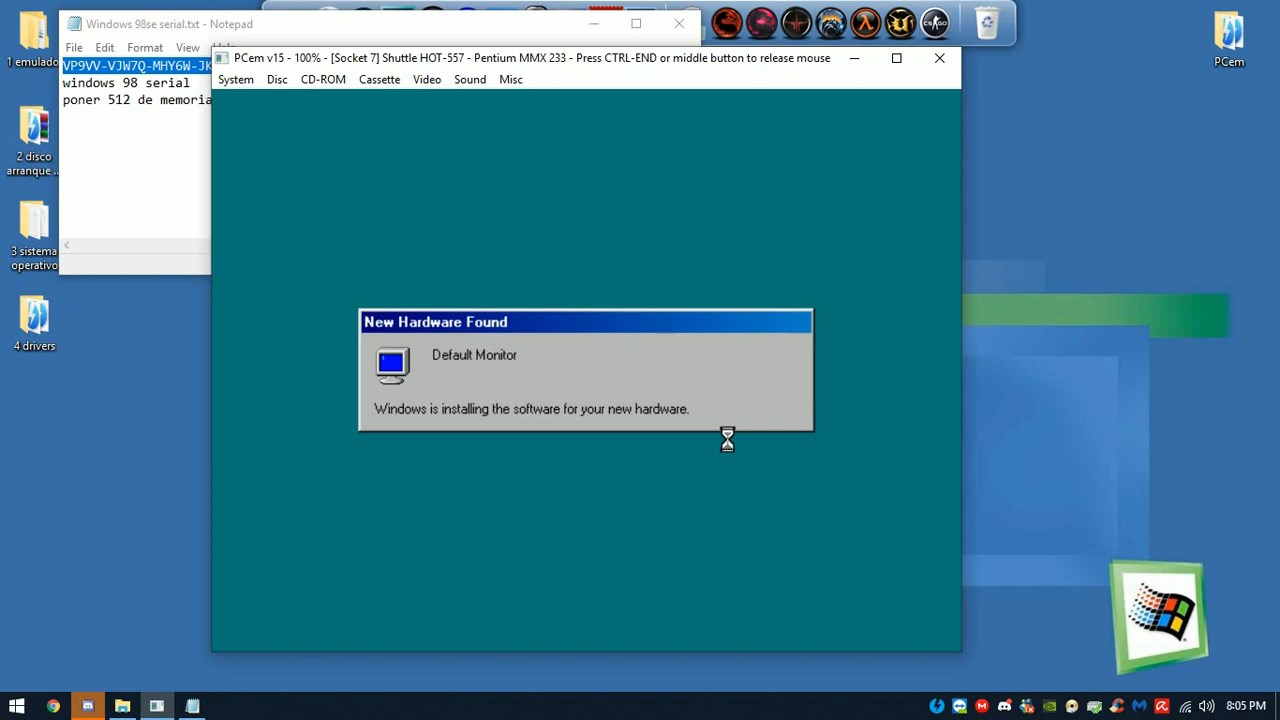 Windows 98se serial.txt - Notepad
File Edit Format View
VP9VV-VJW7Q-MHY6W-JK
windows 98 serial
poner 512 de memoria
PCem v15 - 100% - [Socket 7] Shuttle HOT-557 - Pentium MMX 233 - Press CTRL-END or middle button to release mouse
System Disc CD-ROM Cassette Video Sound Misc
New Hardware Found
Default Monitor
Windows is installing the software for your new hardware.
1 emulado
2 disco
arranque ...
3 sistema
operativo
4 drivers
PCem
CS:GO
8:05 PM